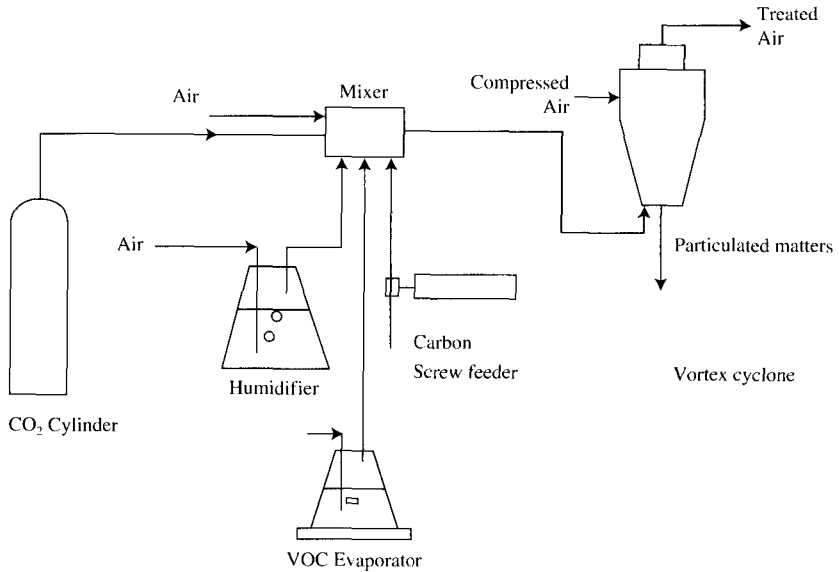 Treated
Air
Compressed
Air
Mixer
Air
Air
Particulated matters
Carbon
Screw feeder
Humidifier
Vortex cyclone
CO₂ Cylinder
VOC Evaporator